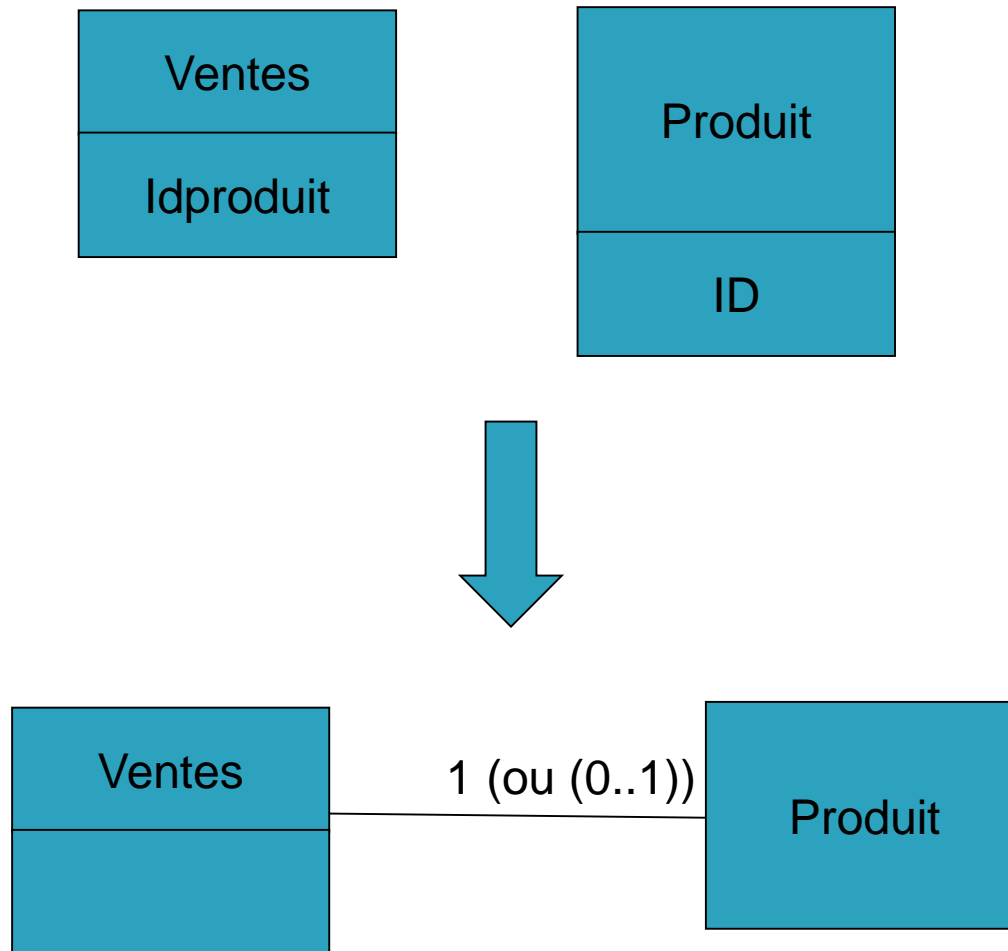 Ventes
Idproduit
Produit
ID
Ventes
1 (ou (0..1))
Produit